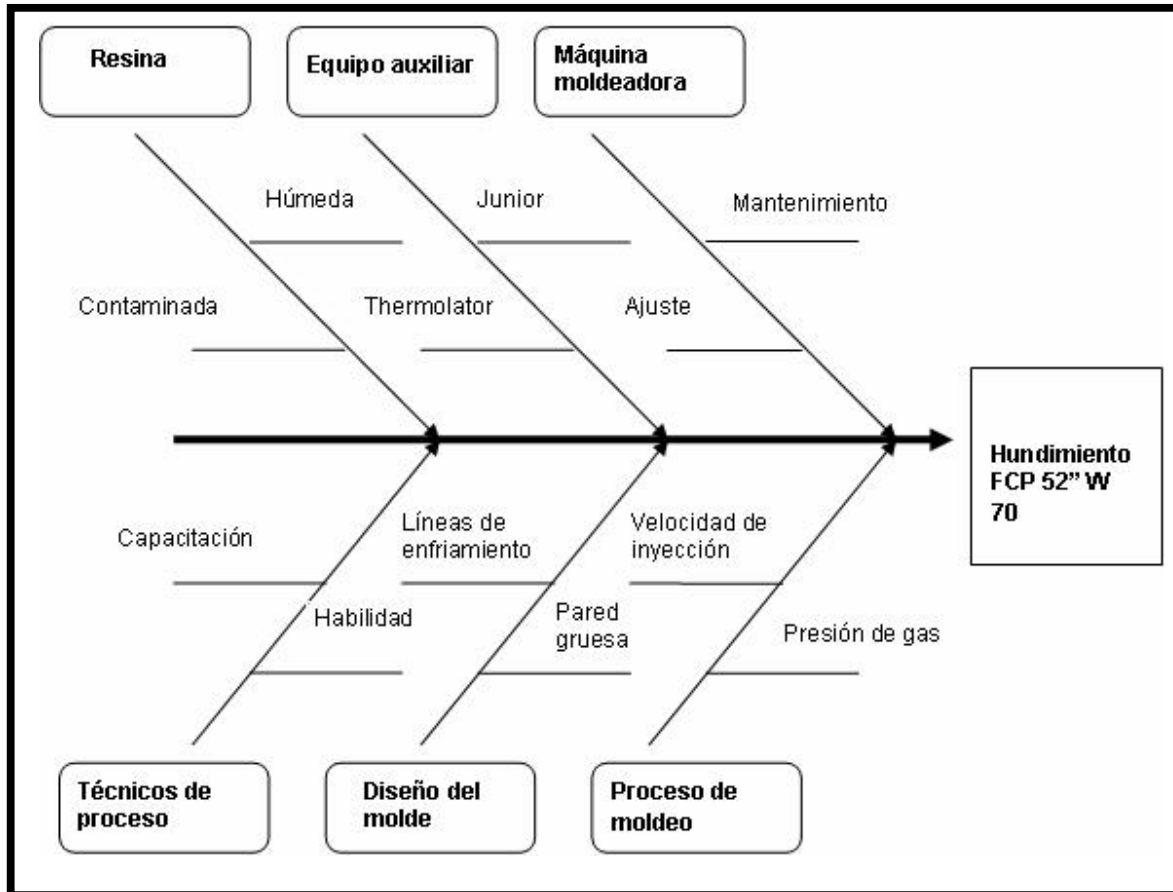 Resina
Equipo auxiliar
Máquina
moldeadora
Húmeda
Junior
Mantenimiento
Contaminada
Thermolator
Ajuste
Hundimiento
FCP 52” W
70
Capacitación
Líneas de
enfriamiento
Velocidad de
inyección
Habilidad
Pared
gruesa
Presión de gas
Técnicos de
proceso
Diseño del
molde
Proceso de
moldeo